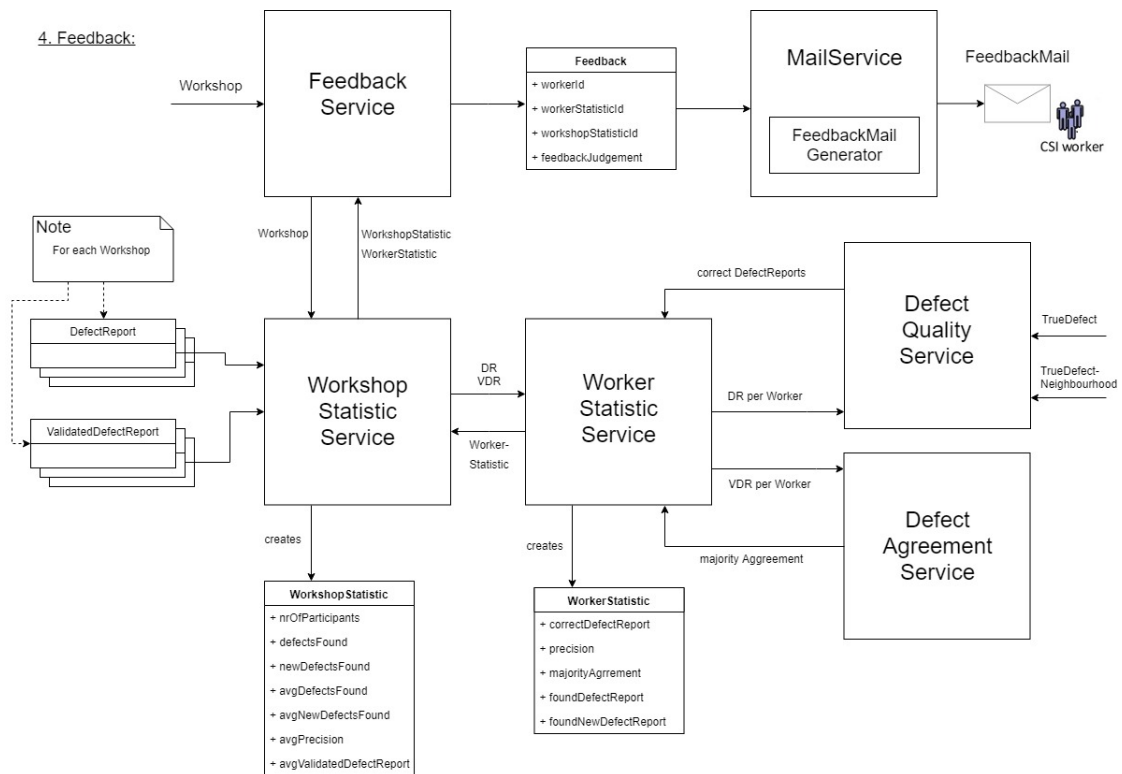 4. Feedback:
Workshop
Feedback
Service
Feedback
+ workerId
+ workerStatisticId
+ workshopStatisticId
+ feedbackJudgement
MailService
FeedbackMail
Generator
FeedbackMail
CSI worker
Note
For each Workshop
Workshop
WorkshopStatistic
WorkerStatistic
DefectReport
ValidatedDefectReport
Workshop
Statistic
Service
DR
VDR
Worker-
Statistic
Worker
Statistic
Service
correct DefectReports
DR per Worker
Defect
Quality
Service
TrueDefect
TrueDefect-
Neighbourhood
VDR per Worker
majority Aggreement
Defect
Agreement
Service
creates
creates
WorkshopStatistic
+ nrOfParticipants
+ defectsFound
+ newDefectsFound
+ avgDefectsFound
+ avgNewDefectsFound
+ avgPrecision
+ avgValidatedDefectReport
WorkerStatistic
+ correctDefectReport
+ precision
+ majorityAgrrement
+ foundDefectReport
+ foundNewDefectReport